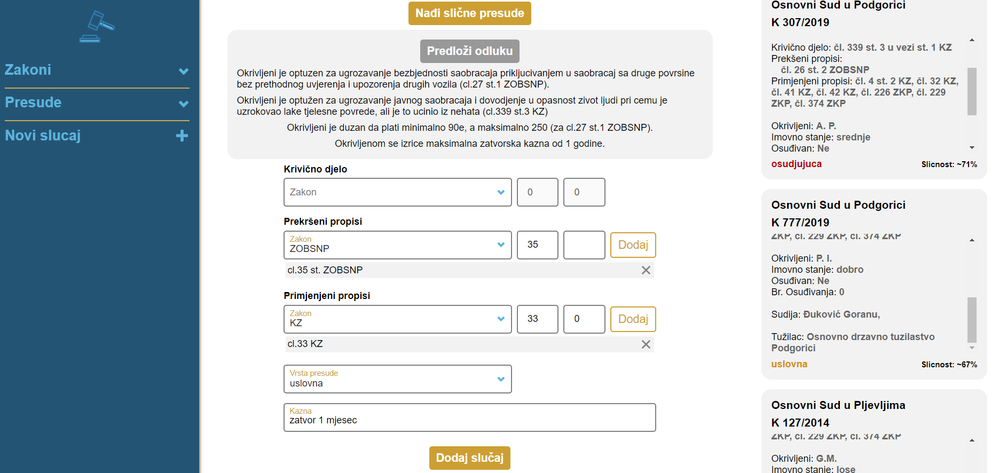 Zakoni
Presude
Novi slucaj
Nađi slične presude
Predloži odluku
Okrivljeni je optuzen za ugrozavanje bezbjednosti saobracaja prikljucivanjem u saobracaj sa druge povrsine
bez prethodnog uvjerenja i upozorenja drugih vozila (cl.27 st.1 ZOBSNP).
Okrivljeni je optužen za ugrozavanje javnog saobracaja i dovodjenje u opasnost zivot ljudi pri cemu je
uzrokovao lake tjelesne povrede, ali je to ucinio iz nehata (cl.339 st.3 KZ)
Okrivljeni je duzan da plati minimalno 90e, a maksimalno 250 (za cl.27 st.1 ZOBSNP).
Okrivljenom se izrice maksimalna zatvorska kazna od 1 godine.
Krivično djelo
Zakon 0 0
Prekršeni propisi
Zakon
ZOBSNP 35 Dodaj
cl.35 st. ZOBSNP
Primjenjeni propisi
Zakon
KZ 33 0 Dodaj
cl.33 KZ
Vrsta presude
uslovna
Kazna
zatvor 1 mjesec
Dodaj slučaj
Osnovni Sud u Podgorici
K 307/2019
Krivično djelo: čl. 339 st. 3 u vezi st. 1 KZ
Prekšeni propisi:
čl. 26 st. 2 ZOBSNP
Primjenjeni propisi: čl. 4 st. 2 KZ, čl. 32 KZ,
čl. 41 KZ, čl. 42 KZ, čl. 226 ZKP, čl. 229
ZKP, čl. 374 ZKP
Okrivljeni: A. P.
Imovno stanje: srednje
Osuđivan: Ne
osudjujuca Slicnost: ~71%
Osnovni Sud u Podgorici
K 777/2019
ZKP, čl. 229 ZKP, čl. 374 ZKP
Okrivljeni: P. I.
Imovno stanje: dobro
Osuđivan: Ne
Br. Osuđivanja: 0
Sudija: Đuković Goranu,
Tužilac: Osnovno drzavno tuzilastvo
Podgorici
uslovna Slicnost: ~67%
Osnovni Sud u Pljevljima
K 127/2014
ZKP, čl. 229 ZKP, čl. 374 ZKP
Okrivljeni: G.M.
Imovno stanje: lose